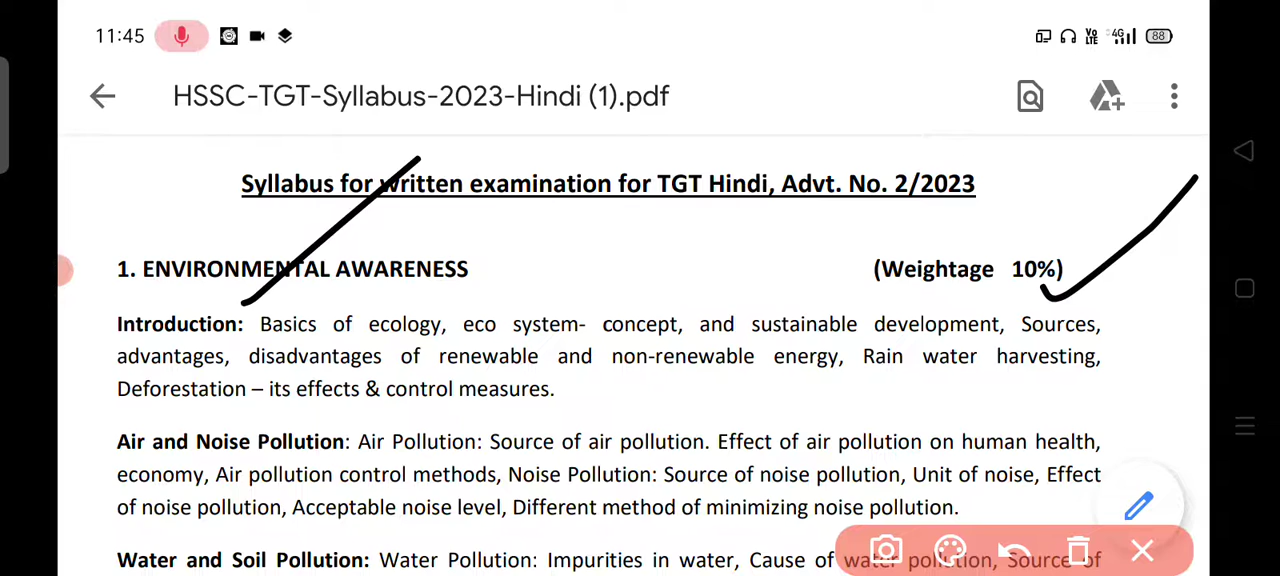 11:45
Vo LTE 4G 88
HSSC-TGT-Syllabus-2023-Hindi (1).pdf
Syllabus for written examination for TGT Hindi, Advt. No. 2/2023
1. ENVIRONMENTAL AWARENESS (Weightage 10%)
Introduction: Basics of ecology, eco system- concept, and sustainable development, Sources,
advantages, disadvantages of renewable and non-renewable energy, Rain water harvesting,
Deforestation – its effects & control measures.
Air and Noise Pollution: Air Pollution: Source of air pollution. Effect of air pollution on human health,
economy, Air pollution control methods, Noise Pollution: Source of noise pollution, Unit of noise, Effect
of noise pollution, Acceptable noise level, Different method of minimizing noise pollution.
Water and Soil Pollution: Water Pollution: Impurities in water, Cause of water pollution, Source of